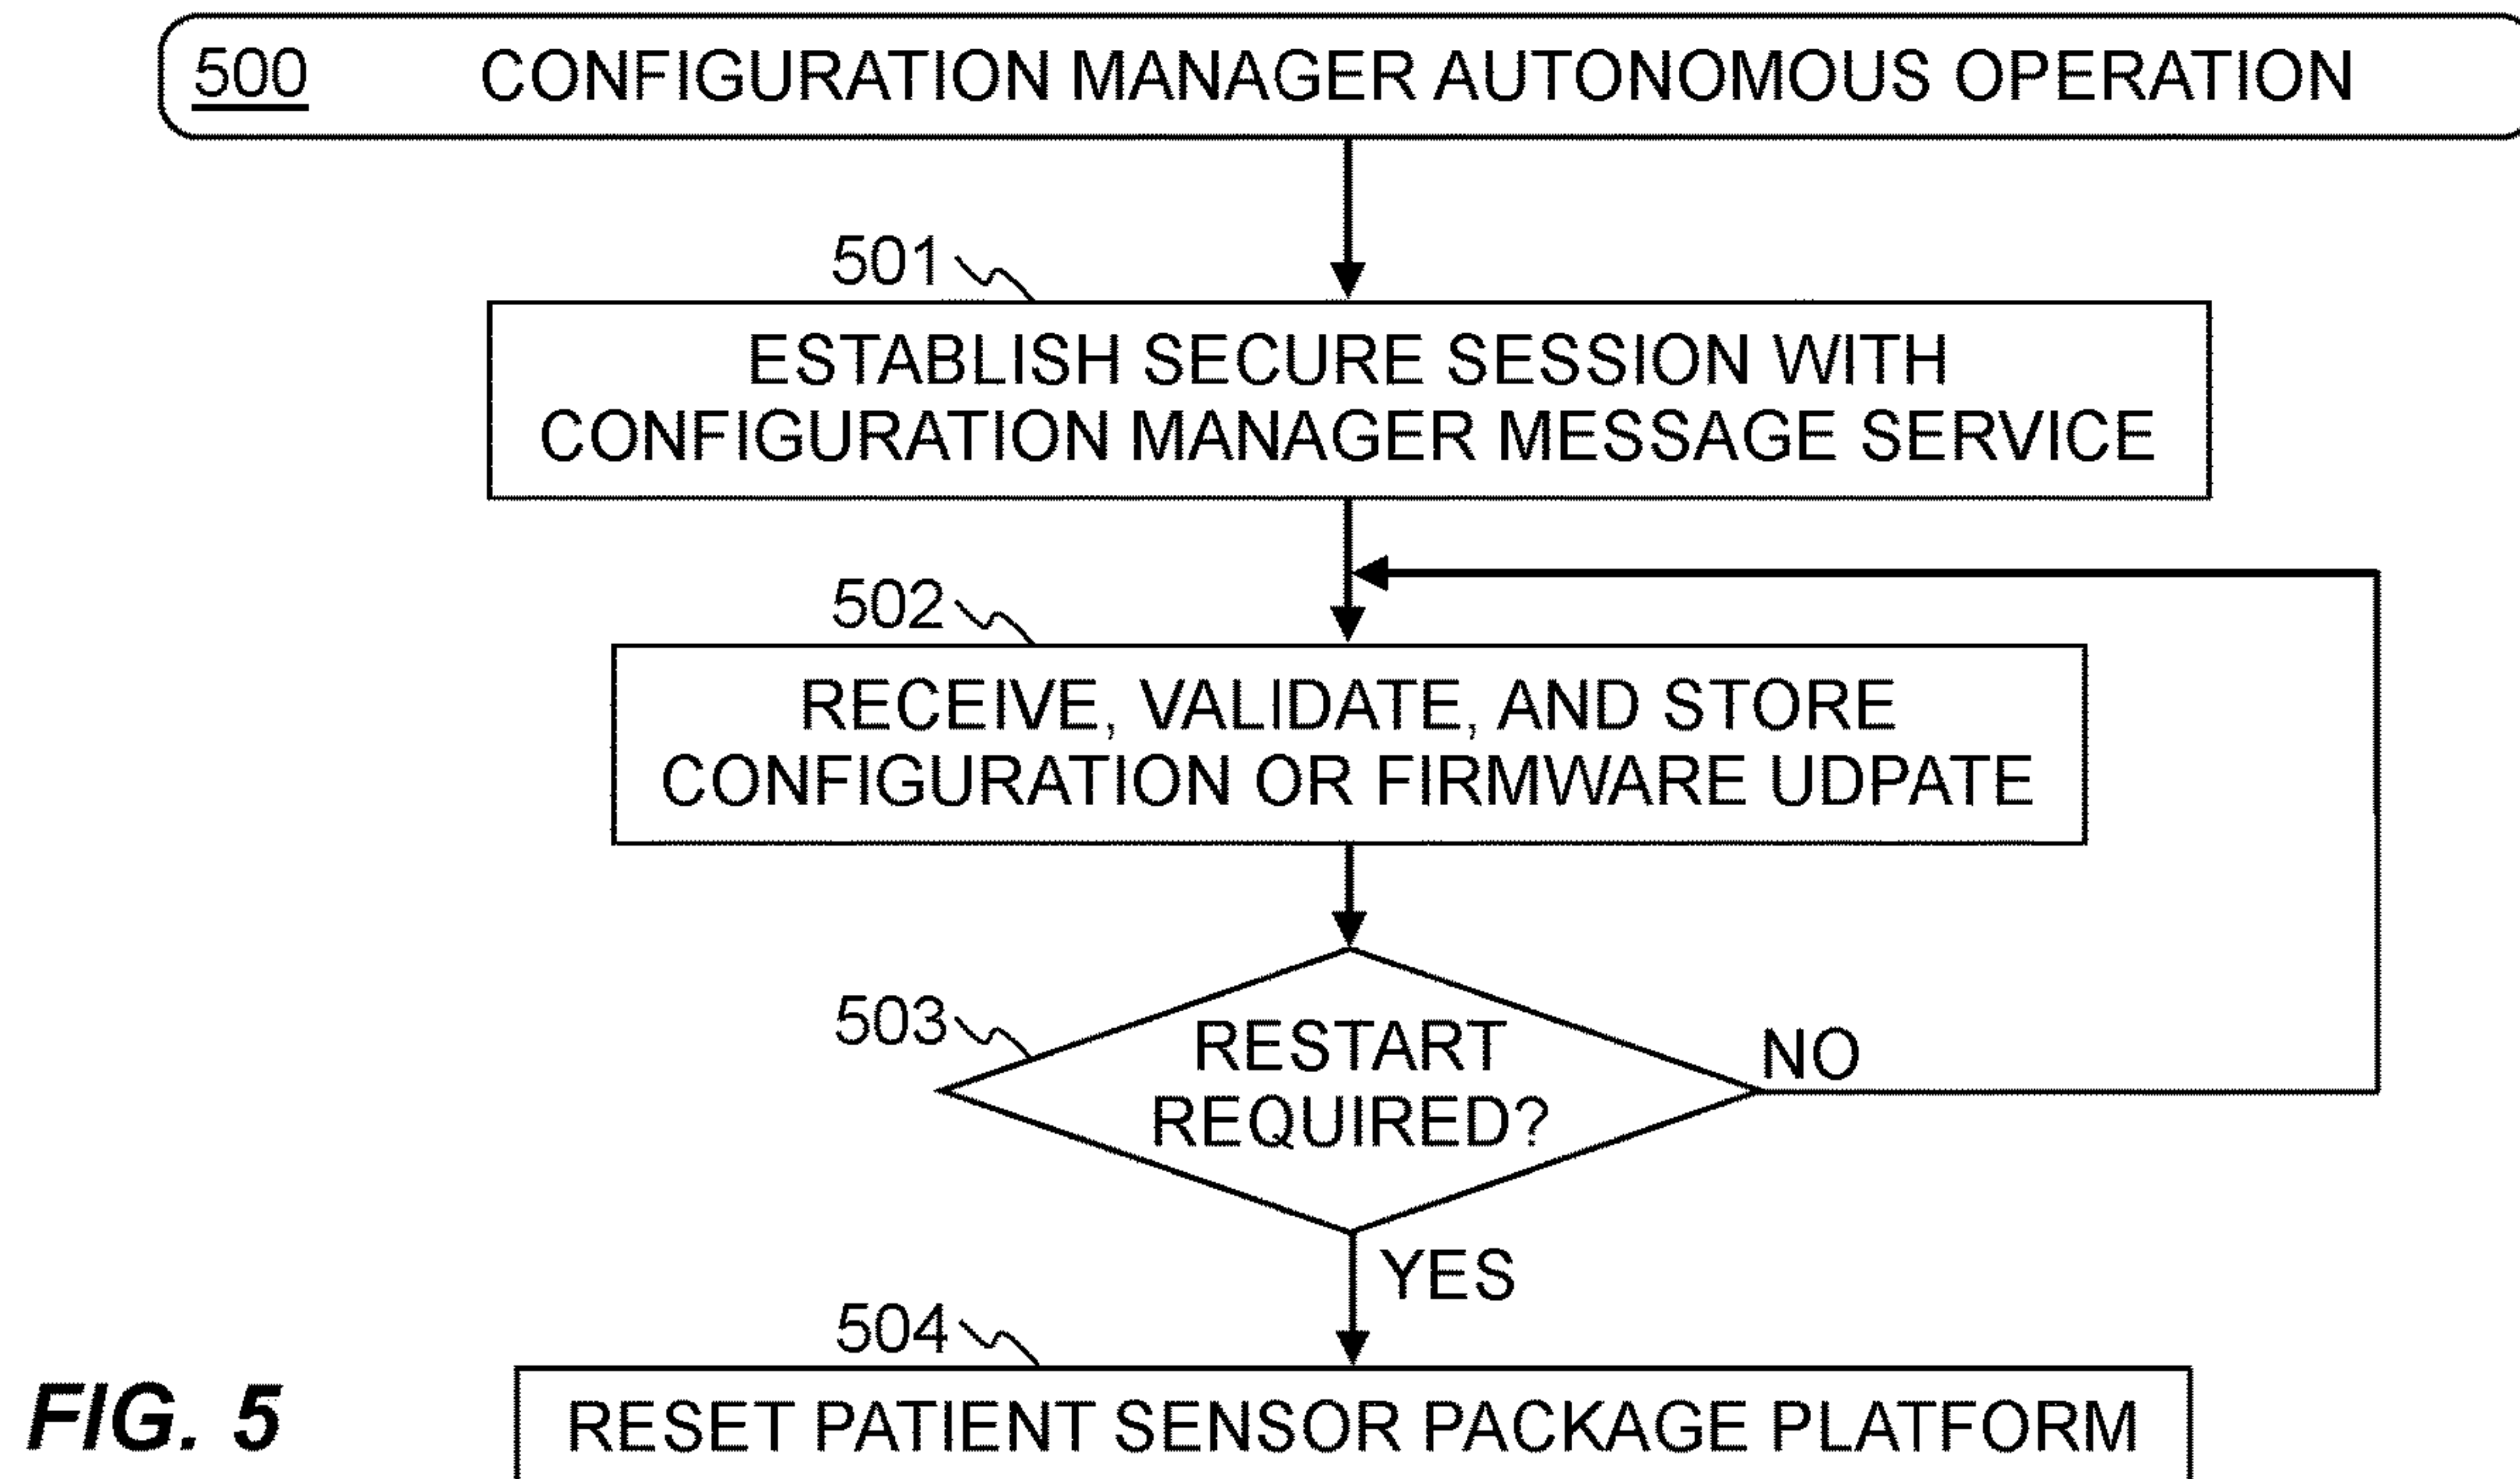 500 CONFIGURATION MANAGER AUTONOMOUS OPERATION
501
ESTABLISH SECURE SESSION WITH
CONFIGURATION MANAGER MESSAGE SERVICE
502
RECEIVE, VALIDATE, AND STORE
CONFIGURATION OR FIRMWARE UDPATE
503
RESTART
REQUIRED?
NO
YES
504
RESET PATIENT SENSOR PACKAGE PLATFORM
FIG. 5